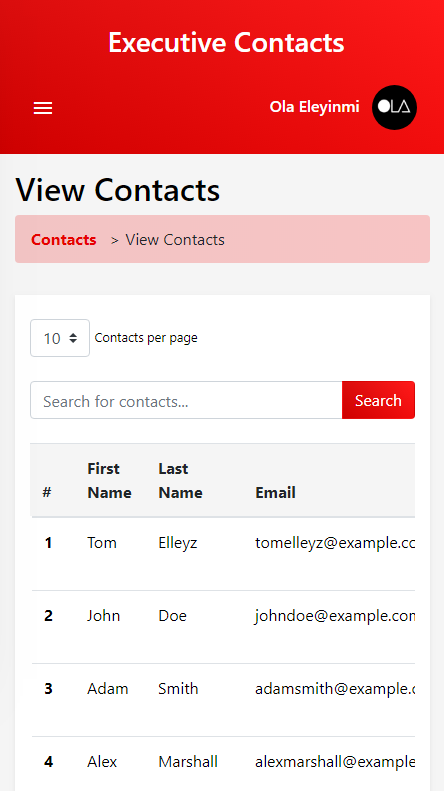 Executive Contacts
Ola Eleyinmi OLA
View Contacts
Contacts > View Contacts
10 Contacts per page
Search for contacts... Search
# First Name Last Name Email
1 Tom Elleyz tomelleyz@example.co
2 John Doe johndoe@example.com
3 Adam Smith adamsmith@example.c
4 Alex Marshall alexmarshall@example